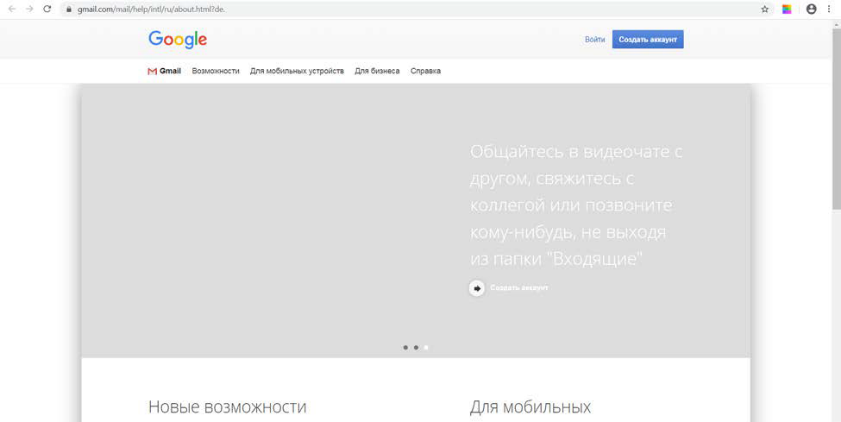 gmail.com/mail/help/intl/ru/about.html?de.
Google
Войти
Создать аккаунт
Gmail Возможности Для мобильных устройств Для бизнеса Справка
Общайтесь в видеочате с
другом, свяжитесь с
коллегой или позвоните
кому-нибудь, не выходя
из папки "Входящие"
Создать аккаунт
Новые возможности
Для мобильных